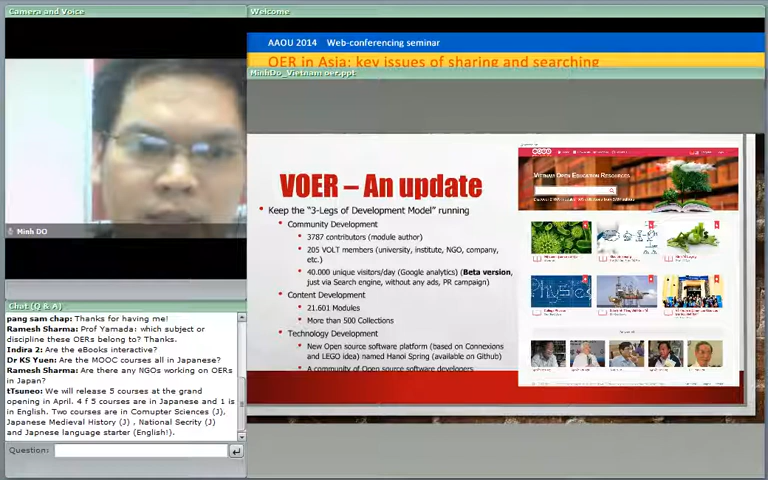 Camera and Voice
Minh DO
Chat (Q & A)
pang sam chap: Thanks for having me!
Ramesh Sharma: Prof Yamada: which subject or
discipline these OERs belong to? Thanks.
Indira 2: Are the eBooks interactive?
Dr KS Yuen: Are the MOOC courses all in Japanese?
Ramesh Sharma: Are there any NGOs working on OERs
in Japan?
tTsuneo: We will release 5 courses at the grand
opening in April. 4 f 5 courses are in Japanese and 1 is
in English. Two courses are in Comupter Sciences (J),
Japanese Medieval History (J) , National Secrity (J)
and Japnese language starter (English!).
Question:
Welcome
AAOU 2014 Web-conferencing seminar
OER in Asia: key issues of sharing and searching
MinhDo_Vietnam oer.ppt
VOER – An update
Keep the "3-Legs of Development Model" running
Community Development
3787 contributors (module author)
205 VOLT members (university, institute, NGO, company,
etc.)
40.000 unique visitors/day (Google analytics) (Beta version,
just via Search engine, without any ads, PR campaign)
Content Development
21.601 Modules
More than 500 Collections
Technology Development
New Open source software platform (based on Connexions
and LEGO idea) named Hanoi Spring (available on Github)
A community of Open source software developers
VIETNAM OPEN EDUCATION RESOURCES
Physics